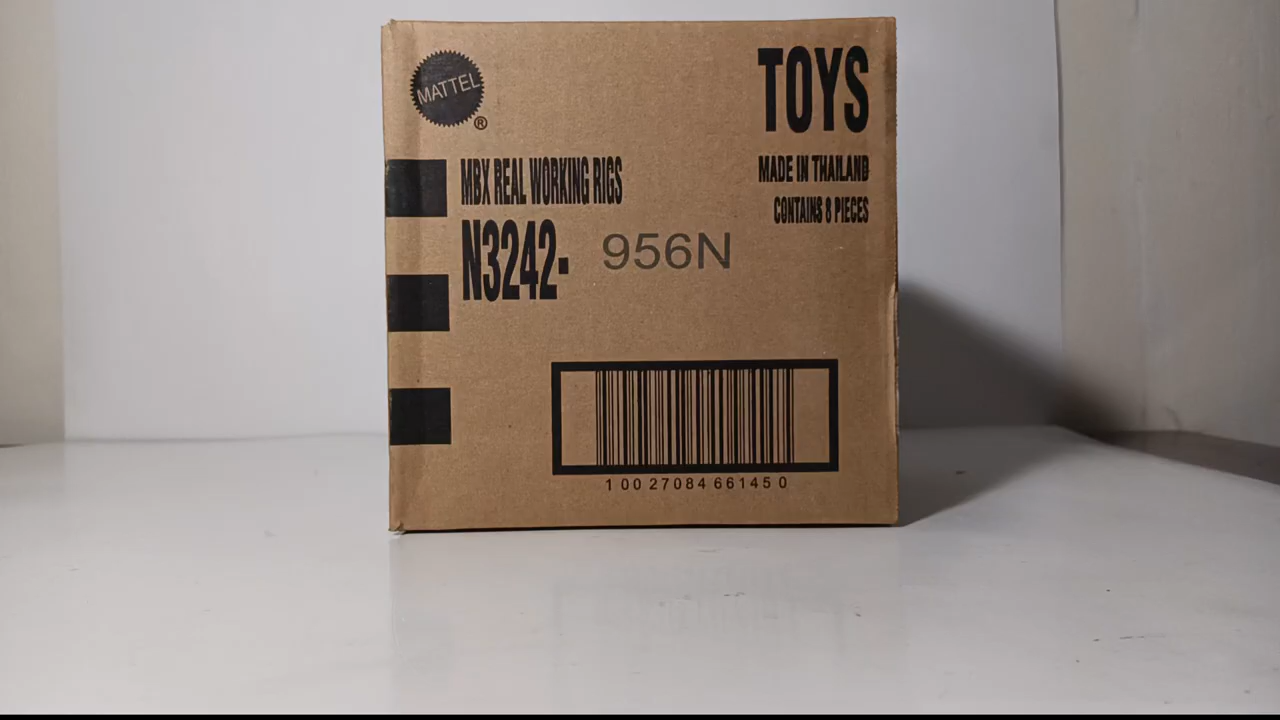 MATTEL
®
TOYS
MBX REAL WORKING RIGS
MADE IN THAILAND
CONTAINS 8 PIECES
N3242- 956N
1 00 27084 66145 0